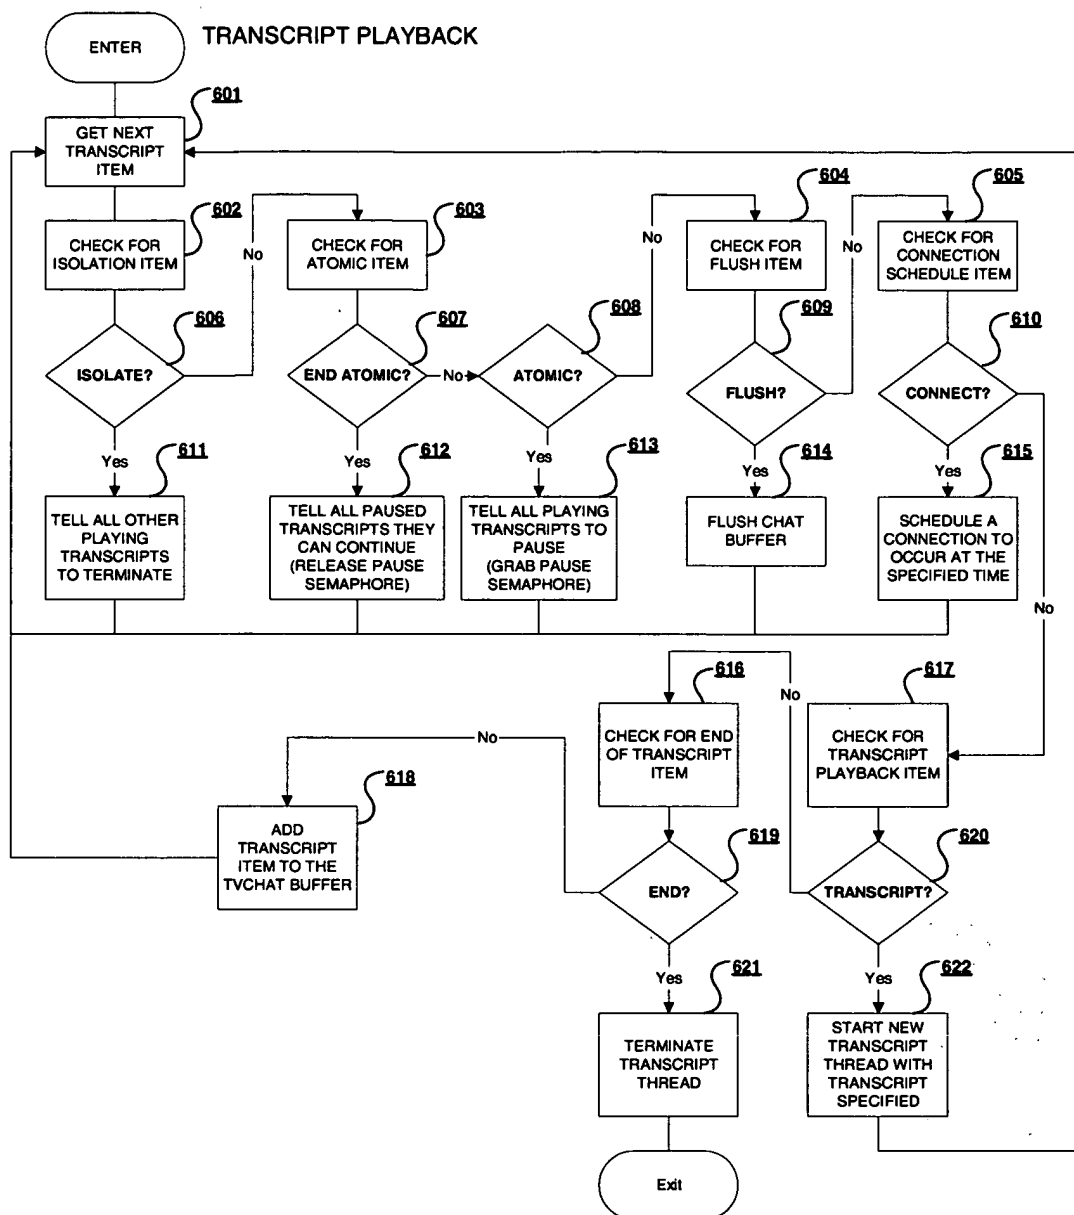 TRANSCRIPT PLAYBACK
ENTER
601
GET NEXT
TRANSCRIPT
ITEM
602
CHECK FOR
ISOLATION ITEM
No
603
CHECK FOR
ATOMIC ITEM
No
604
CHECK FOR
FLUSH ITEM
No
605
CHECK FOR
CONNECTION
SCHEDULE ITEM
606
ISOLATE?
607
END ATOMIC?
No
608
ATOMIC?
609
FLUSH?
610
CONNECT?
Yes
Yes
Yes
Yes
Yes
611
TELL ALL OTHER
PLAYING
TRANSCRIPTS
TO TERMINATE
612
TELL ALL PAUSED
TRANSCRIPTS THEY
CAN CONTINUE
(RELEASE PAUSE
SEMAPHORE)
613
TELL ALL PLAYING
TRANSCRIPTS TO
PAUSE
(GRAB PAUSE
SEMAPHORE)
614
FLUSH CHAT
BUFFER
615
SCHEDULE A
CONNECTION TO
OCCUR AT THE
SPECIFIED TIME
No
616
CHECK FOR END
OF TRANSCRIPT
ITEM
No
617
CHECK FOR
TRANSCRIPT
PLAYBACK ITEM
No
618
ADD
TRANSCRIPT
ITEM TO THE
TVCHAT BUFFER
619
END?
620
TRANSCRIPT?
Yes
Yes
621
TERMINATE
TRANSCRIPT
THREAD
622
START NEW
TRANSCRIPT
THREAD WITH
TRANSCRIPT
SPECIFIED
Exit